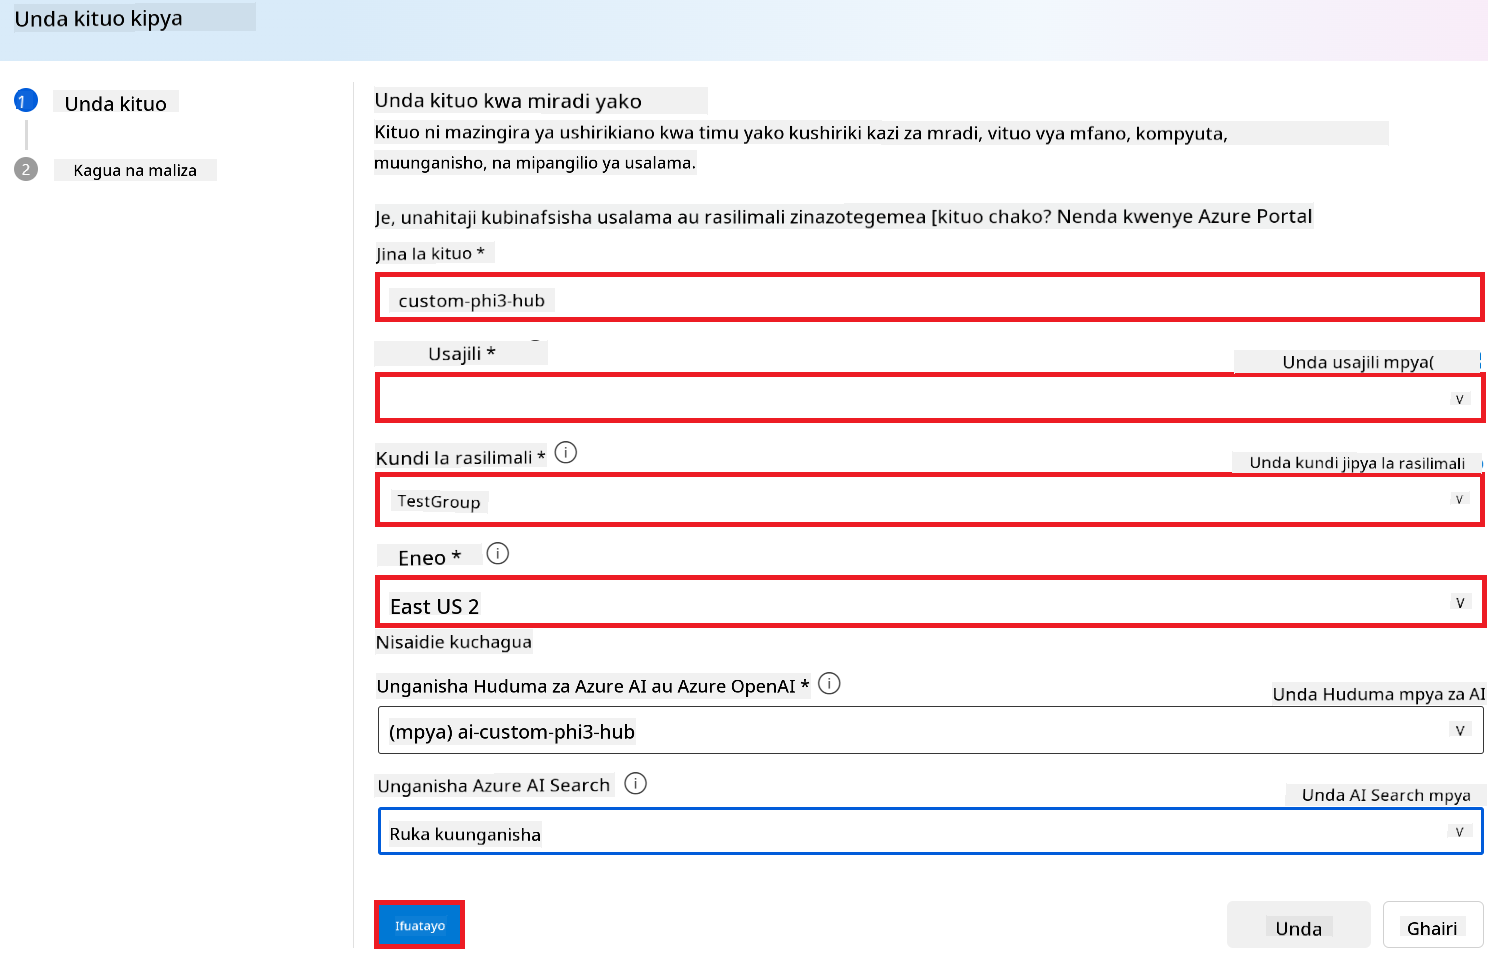 Unda kituo kipya
1 Unda kituo
2 Kagua na maliza
Unda kituo kwa miradi yako
Kituo ni mazingira ya ushirikiano kwa timu yako kushiriki kazi za mradi, vituo vya mfano, kompyuta,
muunganisho, na mipangilio ya usalama.
Je, unahitaji kubinafsisha usalama au rasilimali zinazotegemea [kituo chako? Nenda kwenye Azure Portal
Jina la kituo *
custom-phi3-hub
Usajili *
Unda usajili mpya(
v
Kundi la rasilimali *
Unda kundi jipya la rasilimali
TestGroup
v
Eneo *
East US 2
v
Nisaidie kuchagua
Unganisha Huduma za Azure AI au Azure OpenAI *
Unda Huduma mpya za AI
(mpya) ai-custom-phi3-hub
v
Unganisha Azure AI Search
Unda AI Search mpya
Ruka kuunganisha
v
Ifuatayo
Unda
Ghairi